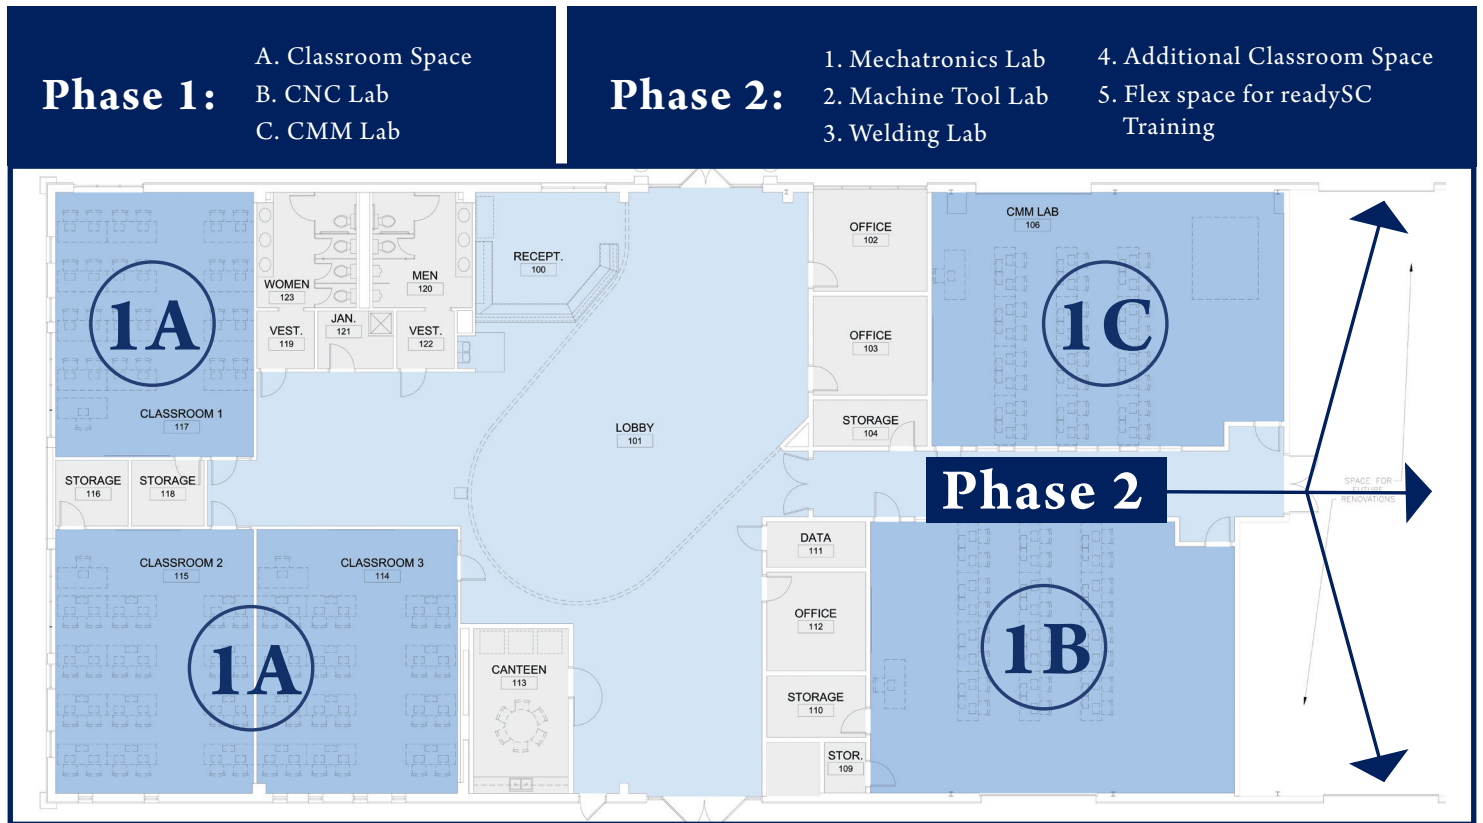 Phase 1:
A. Classroom Space
B. CNC Lab
C. CMM Lab
Phase 2:
1. Mechatronics Lab
2. Machine Tool Lab
3. Welding Lab
4. Additional Classroom Space
5. Flex space for readySC
Training
1A
CLASSROOM 1
117
WOMEN
123
MEN
120
VEST.
119
JAN.
121
VEST.
122
RECEPT.
100
LOBBY
101
OFFICE
102
OFFICE
103
STORAGE
104
CMM LAB
106
1C
STORAGE
116
STORAGE
118
Phase 2
SPACE FOR
FUTURE
RENOVATIONS
CLASSROOM 2
115
CLASSROOM 3
114
1A
CANTEEN
113
DATA
111
OFFICE
112
STORAGE
110
STOR.
109
1B